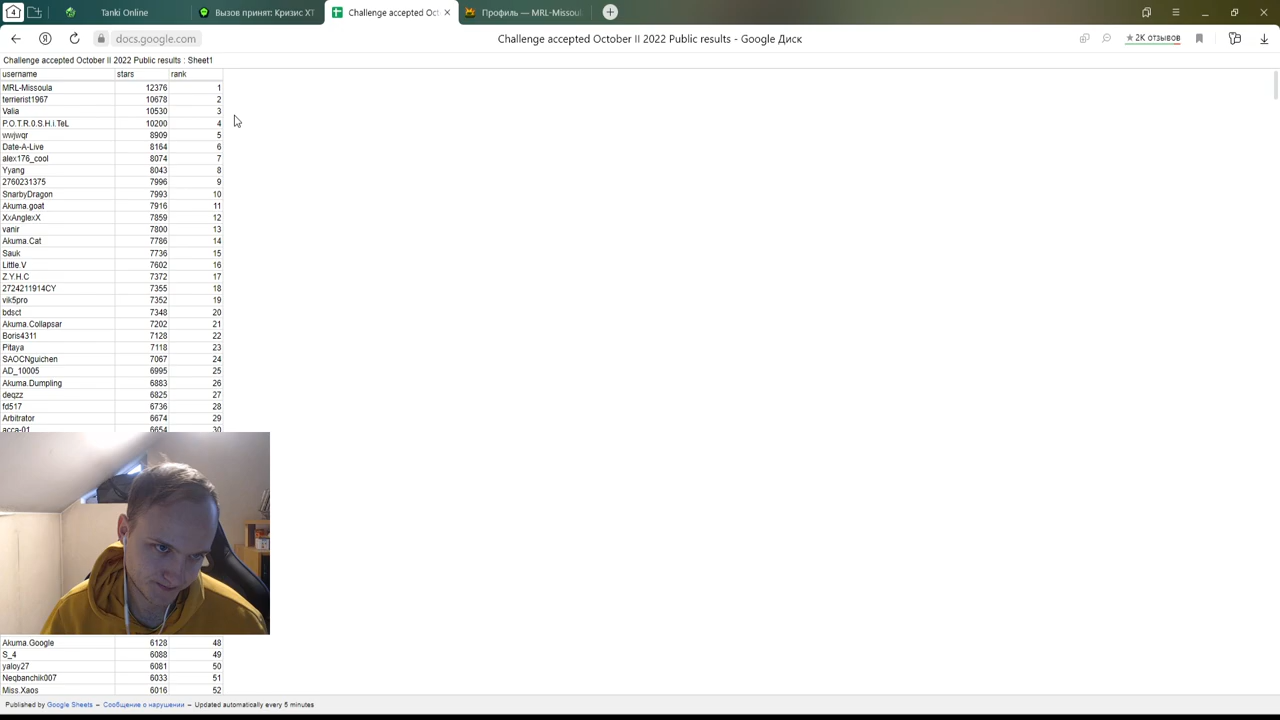 4
Tanki Online
Вызов принят: Кризис XT
Challenge accepted Oct
Профиль — MRL-Missoul
docs.google.com
Challenge accepted October II 2022 Public results - Google Диск
2K отзывов
Challenge accepted October II 2022 Public results : Sheet1
username stars rank
MRL-Missoula 12376 1
terrierist1967 10678 2
Valia 10530 3
P.O.T.R.0.S.H.i.TeL 10200 4
wwjwqr 8909 5
Date-A-Live 8164 6
alex176_cool 8074 7
Yyang 8043 8
2760231375 7996 9
SnarbyDragon 7993 10
Akuma.goat 7916 11
XxAnglexX 7859 12
vanir 7800 13
Akuma.Cat 7786 14
Sauk 7736 15
Little.V 7602 16
Z.Y.H.C 7372 17
2724211914CY 7355 18
vik5pro 7352 19
bdsct 7348 20
Akuma.Collapsar 7202 21
Boris4311 7128 22
Pitaya 7118 23
SAOCNguichen 7067 24
AD_10005 6995 25
Akuma.Dumpling 6883 26
deqzz 6825 27
fd517 6736 28
Arbitrator 6674 29
acca-01 6654 30
Akuma.Google 6128 48
S_4 6088 49
yaloy27 6081 50
Neqbanchik007 6033 51
Miss.Xaos 6016 52
Published by Google Sheets – Сообщение о нарушении – Updated automatically every 5 minutes